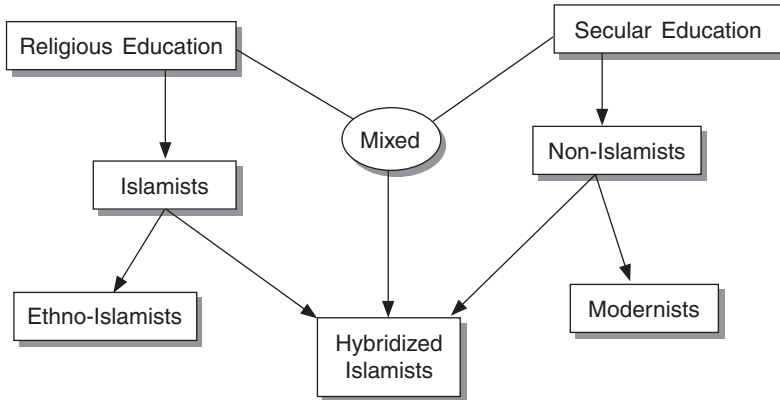 Religious Education
Secular Education
Mixed
Non-Islamists
Islamists
Ethno-Islamists
Modernists
Hybridized
Islamists